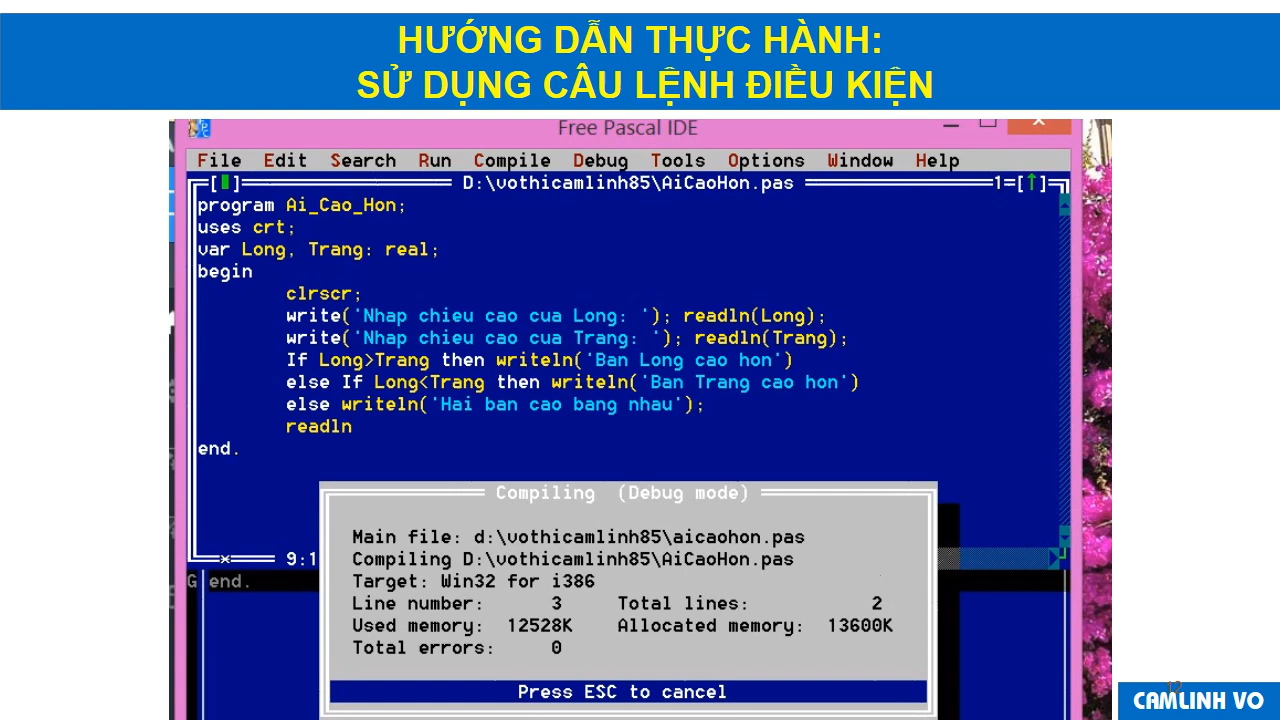 HƯỚNG DẪN THỰC HÀNH:
SỬ DỤNG CÂU LỆNH ĐIỀU KIỆN
Free Pascal IDE
File Edit Search Run Compile Debug Tools Options Window Help
D:\vothicamlinh85\AiCaoHon.pas 1=[↑]
program Ai_Cao_Hon;
uses crt;
var Long, Trang: real;
begin
clrscr;
write('Nhap chieu cao cua Long: '); readln(Long);
write('Nhap chieu cao cua Trang: '); readln(Trang);
If Long>Trang then writeln('Ban Long cao hon')
else If Long<Trang then writeln('Ban Trang cao hon')
else writeln('Hai ban cao bang nhau');
readln
end.
Compiling (Debug mode)
Main file: d:\vothicamlinh85\aicaohon.pas
Compiling D:\vothicamlinh85\AiCaoHon.pas
9:1
Target: Win32 for i386
G end.
Line number: 3 Total lines: 2
Used memory: 12528K Allocated memory: 13600K
Total errors: 0
Press ESC to cancel
CAMLINH VO